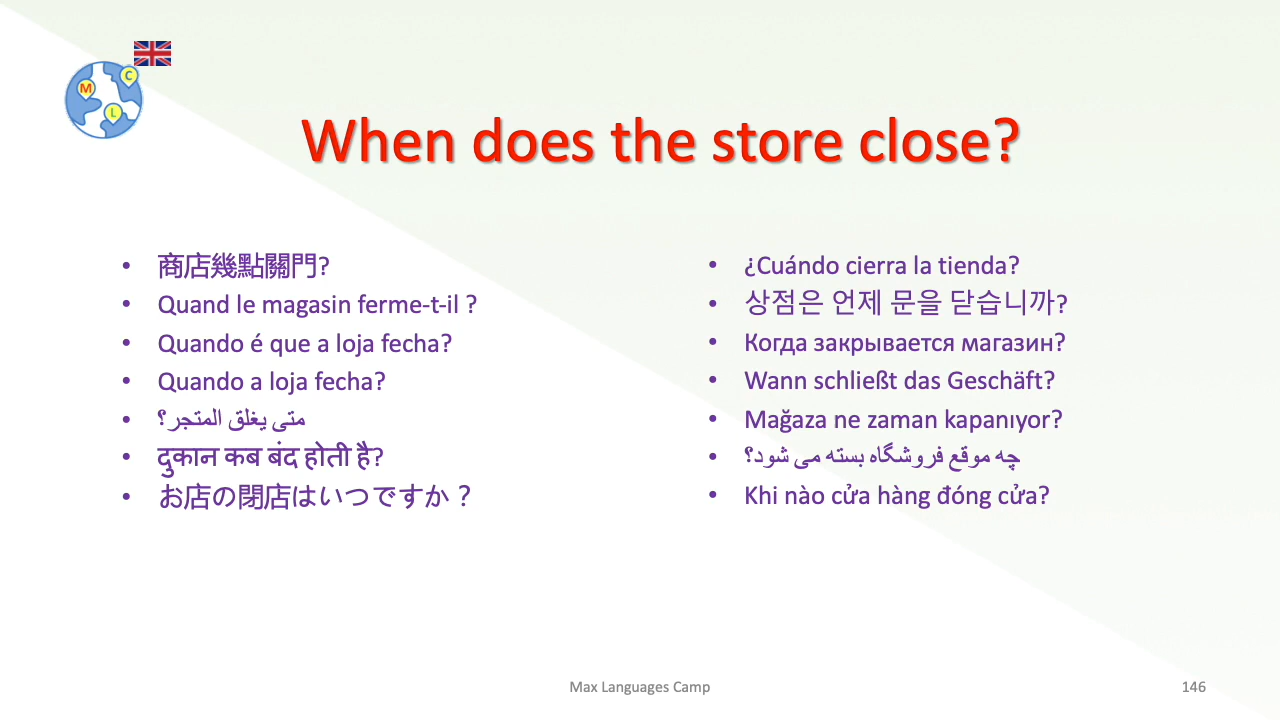 M
C
L
When does the store close?
商店幾點關門?
Quand le magasin ferme-t-il ?
Quando é que a loja fecha?
Quando a loja fecha?
متى يغلق المتجر؟
दुकान कब बंद होती है?
お店の閉店はいつですか？
¿Cuándo cierra la tienda?
상점은 언제 문을 닫습니까?
Когда закрывается магазин?
Wann schließt das Geschäft?
Mağaza ne zaman kapanıyor?
چه موقع فروشگاه بسته می شود؟
Khi nào cửa hàng đóng cửa?
Max Languages Camp
146